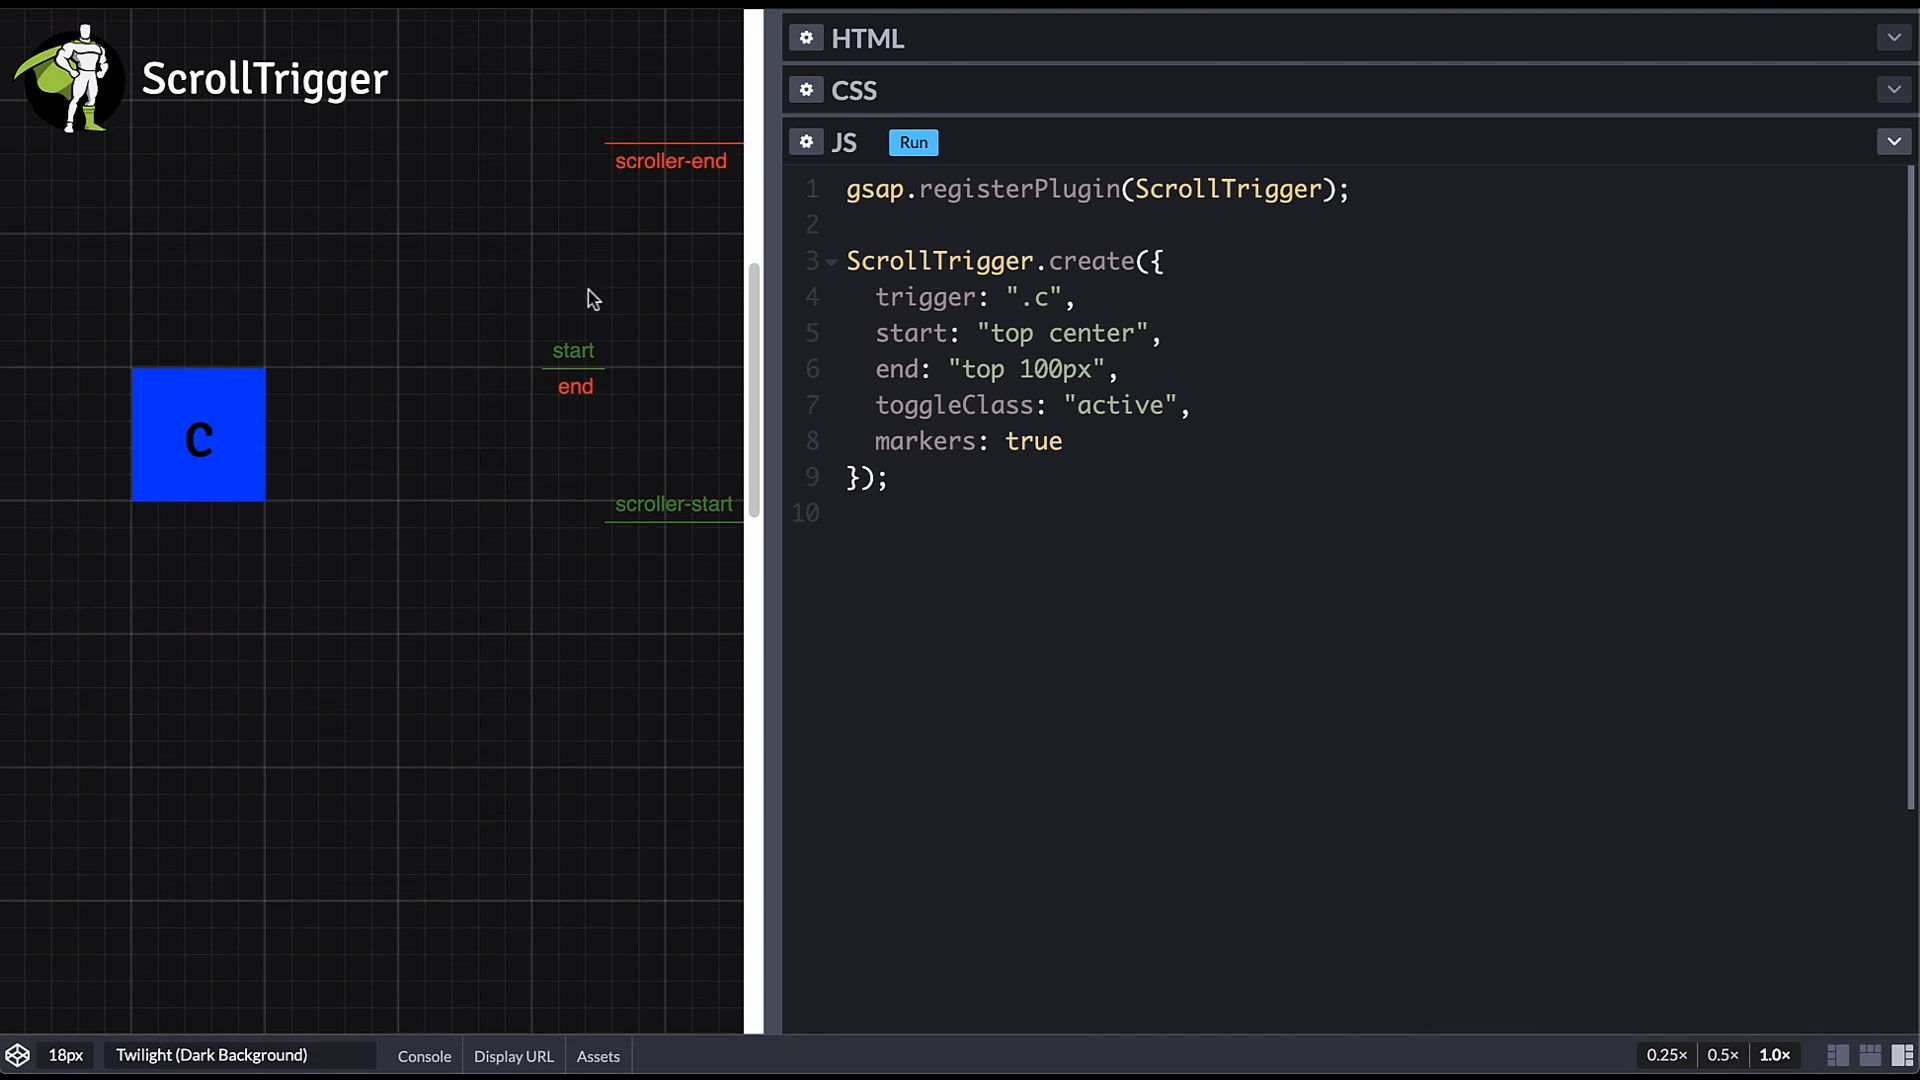 ScrollTrigger
scroller-end
start
end
C
scroller-start
HTML
CSS
JS
Run
1 gsap.registerPlugin(ScrollTrigger);
2
3 ScrollTrigger.create({
4 trigger: ".c",
5 start: "top center",
6 end: "top 100px",
7 toggleClass: "active",
8 markers: true
9 });
10
18px
Twilight (Dark Background)
Console
Display URL
Assets
0.25×
0.5×
1.0×